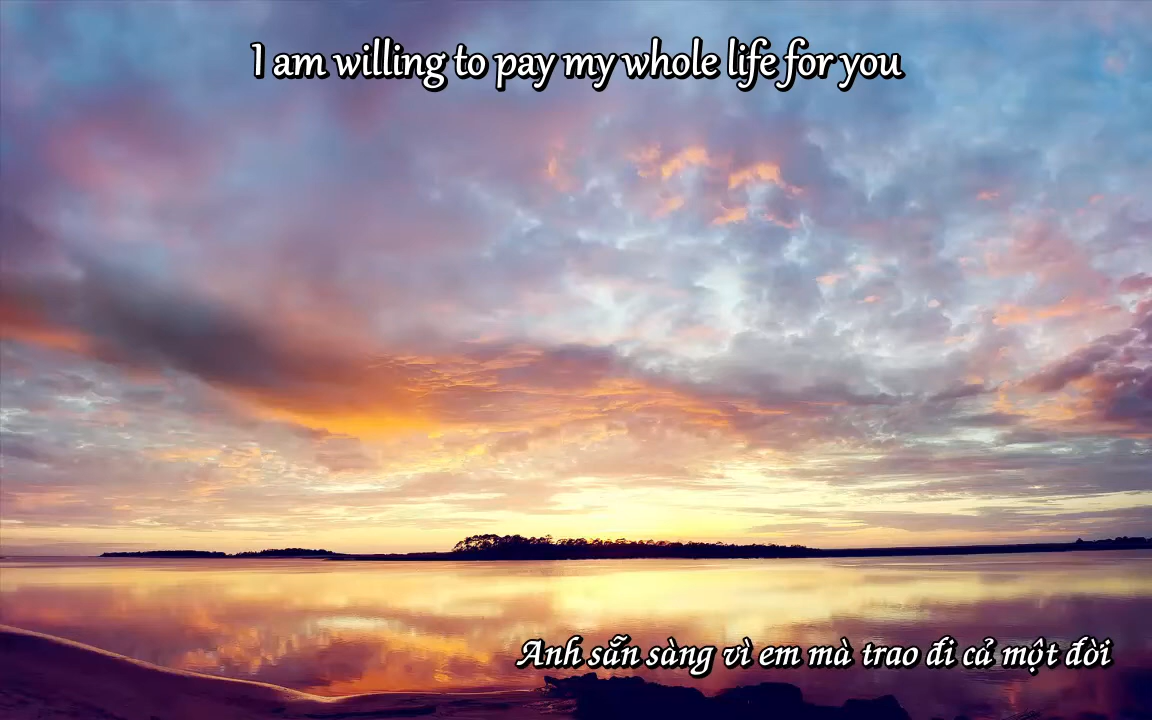 I am willing to pay my whole life for you
Anh sẵn sàng vì em mà trao đi cả một đời